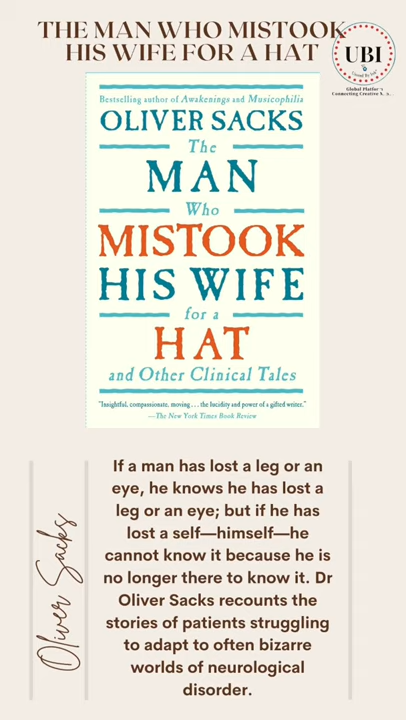 THE MAN WHO MISTOOK
HIS WIFE FOR A HAT
UBI
Global Platfor
Connecting Creative
Bestselling author of Awakenings and Musicophilia
OLIVER SACKS
The
MAN
Who
MISTOOK
HIS WIFE
for a
HAT
and Other Clinical Tales
"Insightful, compassionate, moving . . . the lucidity and power of a gifted writer."
—The New York Times Book Review
Oliver Sacks
If a man has lost a leg or an
eye, he knows he has lost a
leg or an eye; but if he has
lost a self—himself—he
cannot know it because he is
no longer there to know it. Dr
Oliver Sacks recounts the
stories of patients struggling
to adapt to often bizarre
worlds of neurological
disorder.